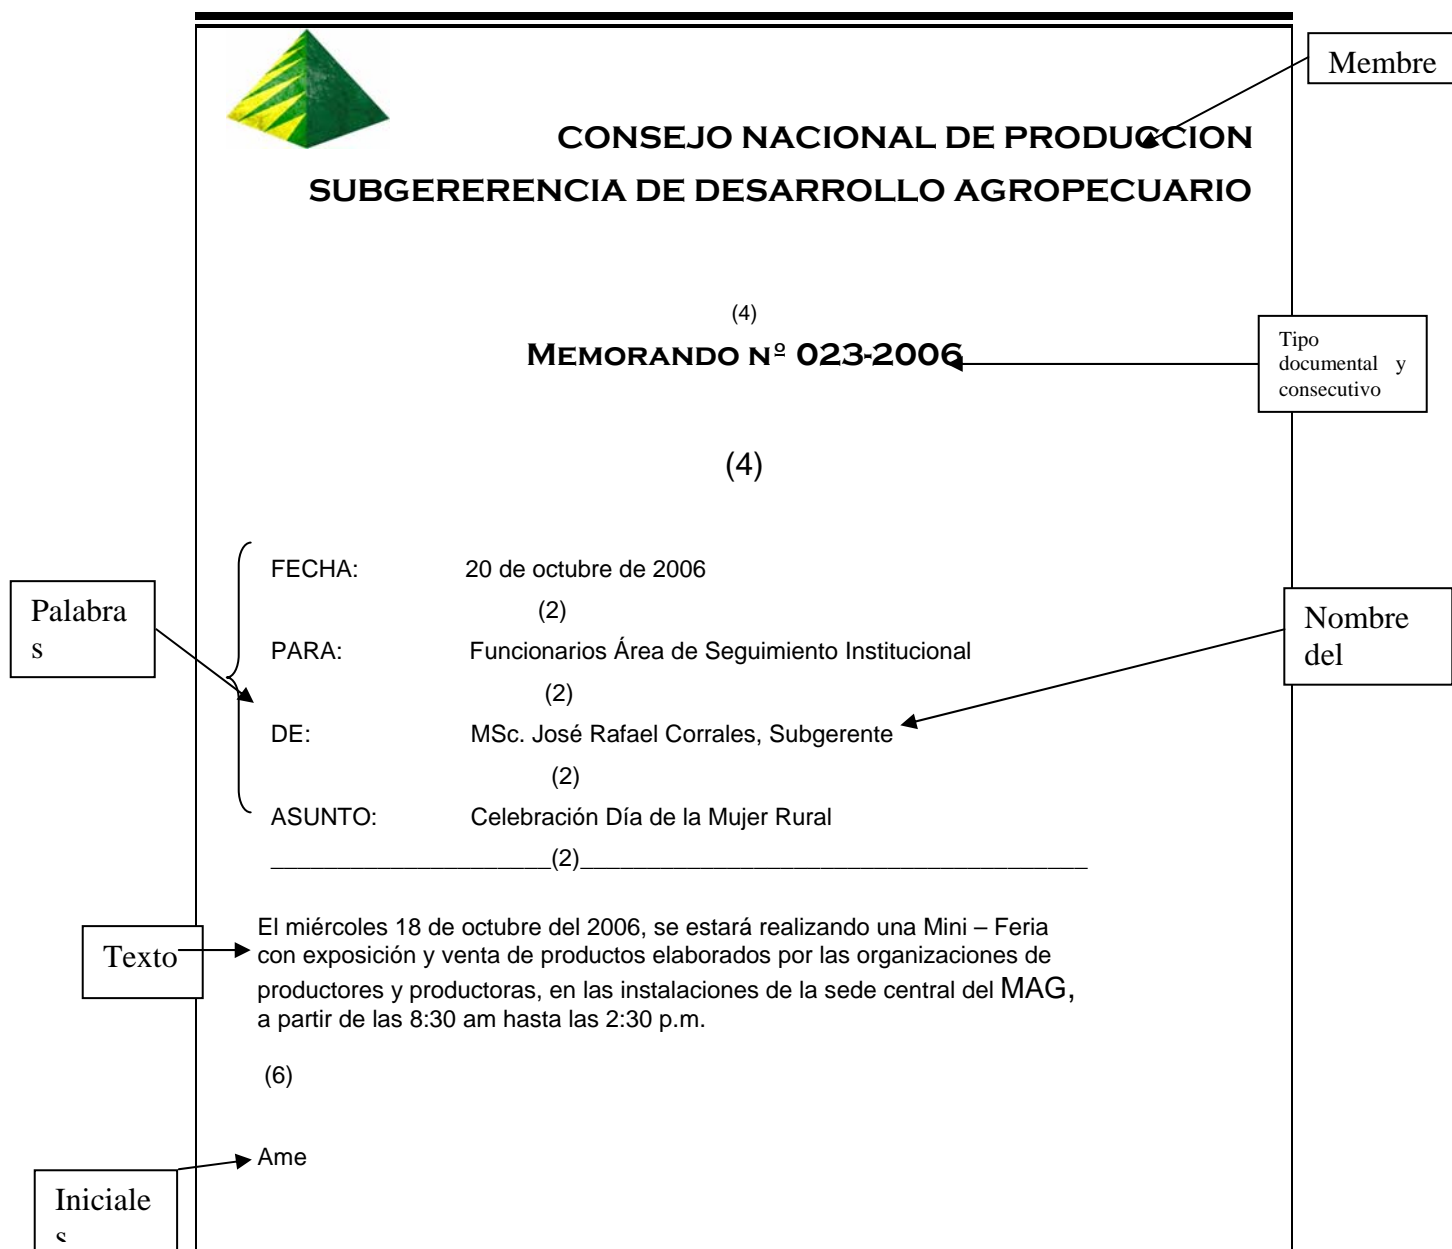 Membre
CONSEJO NACIONAL DE PRODUCCION
SUBGERERENCIA DE DESARROLLO AGROPECUARIO
(4)
MEMORANDO Nº 023-2006
Tipo
documental y
consecutivo
(4)
FECHA: 20 de octubre de 2006
(2)
Palabra
s
PARA: Funcionarios Área de Seguimiento Institucional
Nombre
del
(2)
DE: MSc. José Rafael Corrales, Subgerente
(2)
ASUNTO: Celebración Día de la Mujer Rural
_____________________(2)______________________________________
Texto
El miércoles 18 de octubre del 2006, se estará realizando una Mini – Feria
con exposición y venta de productos elaborados por las organizaciones de
productores y productoras, en las instalaciones de la sede central del MAG,
a partir de las 8:30 am hasta las 2:30 p.m.
(6)
Ame
Iniciale
s